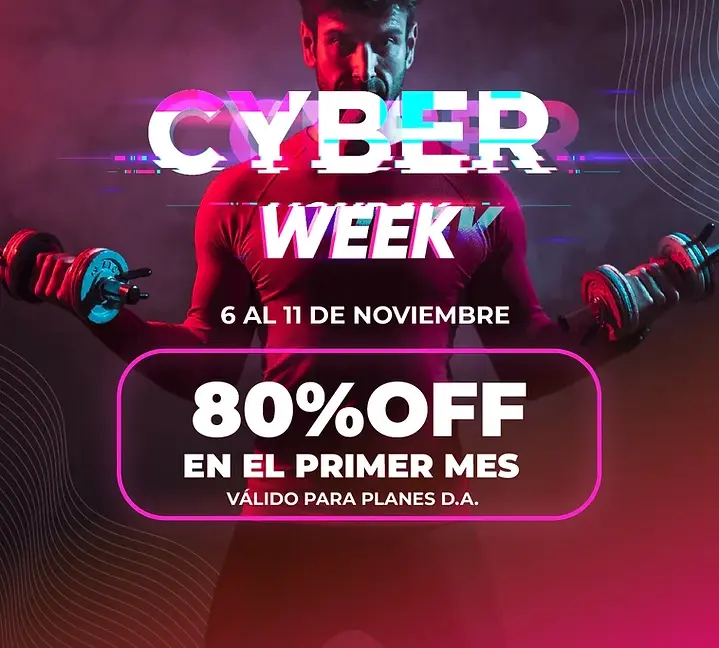 CYBER
WEEK
6 AL 11 DE NOVIEMBRE
80%OFF
EN EL PRIMER MES
VÁLIDO PARA PLANES D.A.